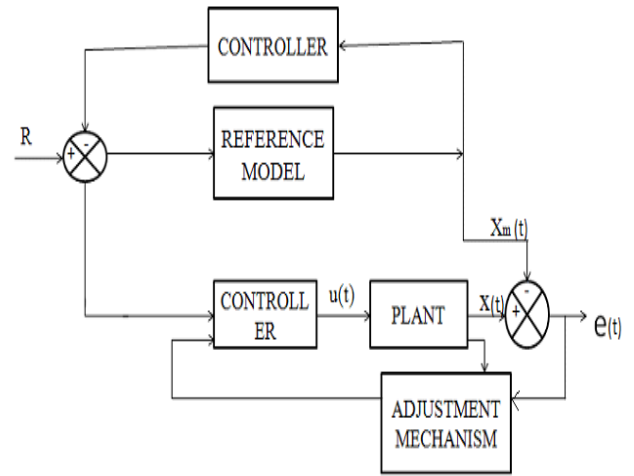 CONTROLLER
R
+
-
REFERENCE
MODEL
Xm (t)
CONTROLL
ER
u(t)
PLANT
X(t)
-
+
e(t)
ADJUSTMENT
MECHANISM